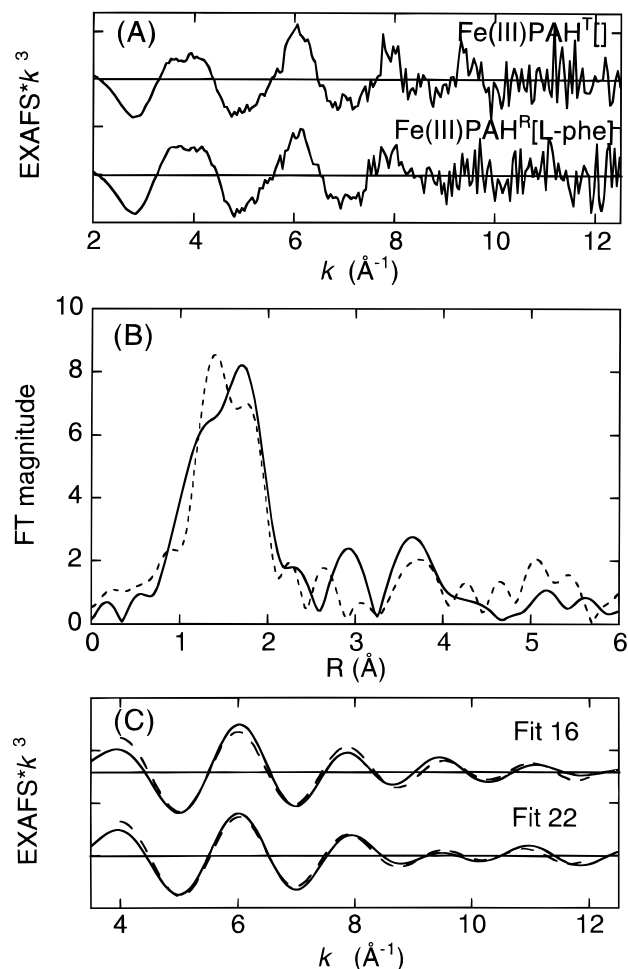 (A)
Fe(III)PAHᵀ[]
EXAFS*k ³
Fe(III)PAHᴿ[L-phe]
2 4 6 8 10 12
k (Å⁻¹)
(B)
10
8
6
4
2
0
FT magnitude
0 1 2 3 4 5 6
R (Å)
(C)
Fit 16
EXAFS*k ³
Fit 22
4 6 8 10 12
k (Å⁻¹)